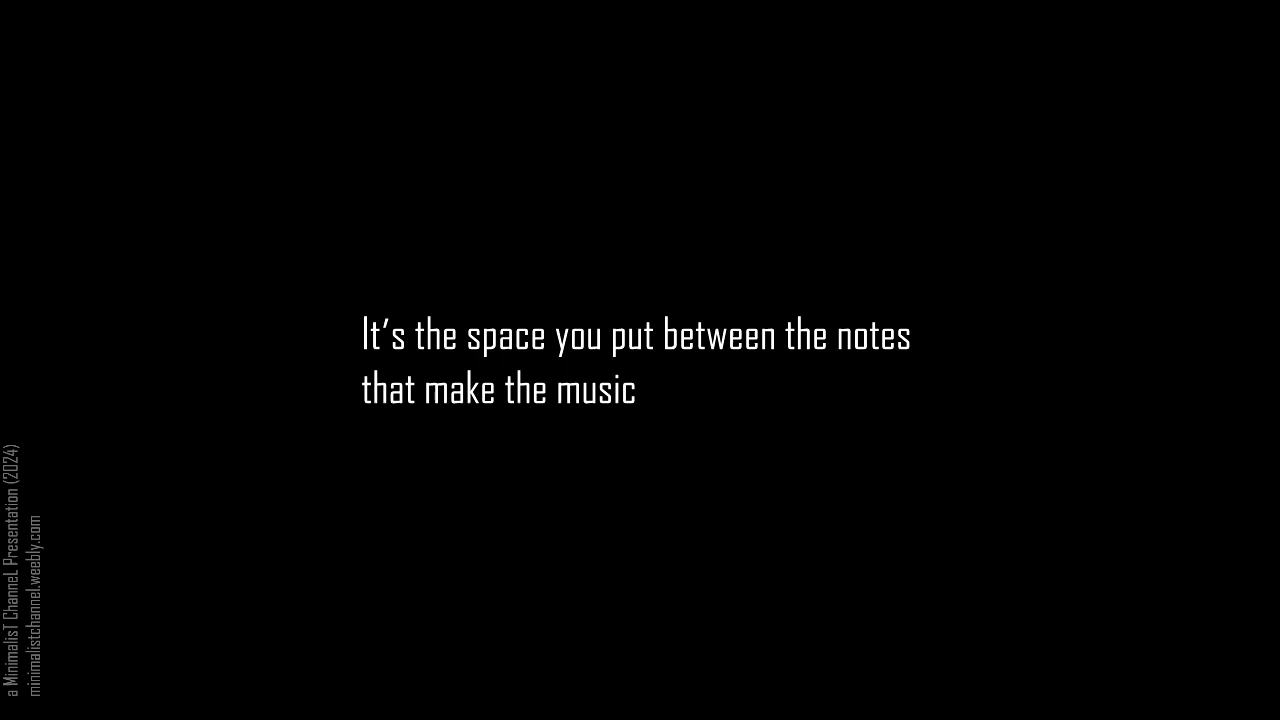 It's the space you put between the notes
that make the music
a MinimalisT ChanneL Presentation (2024)
minimalistchannel.weebly.com